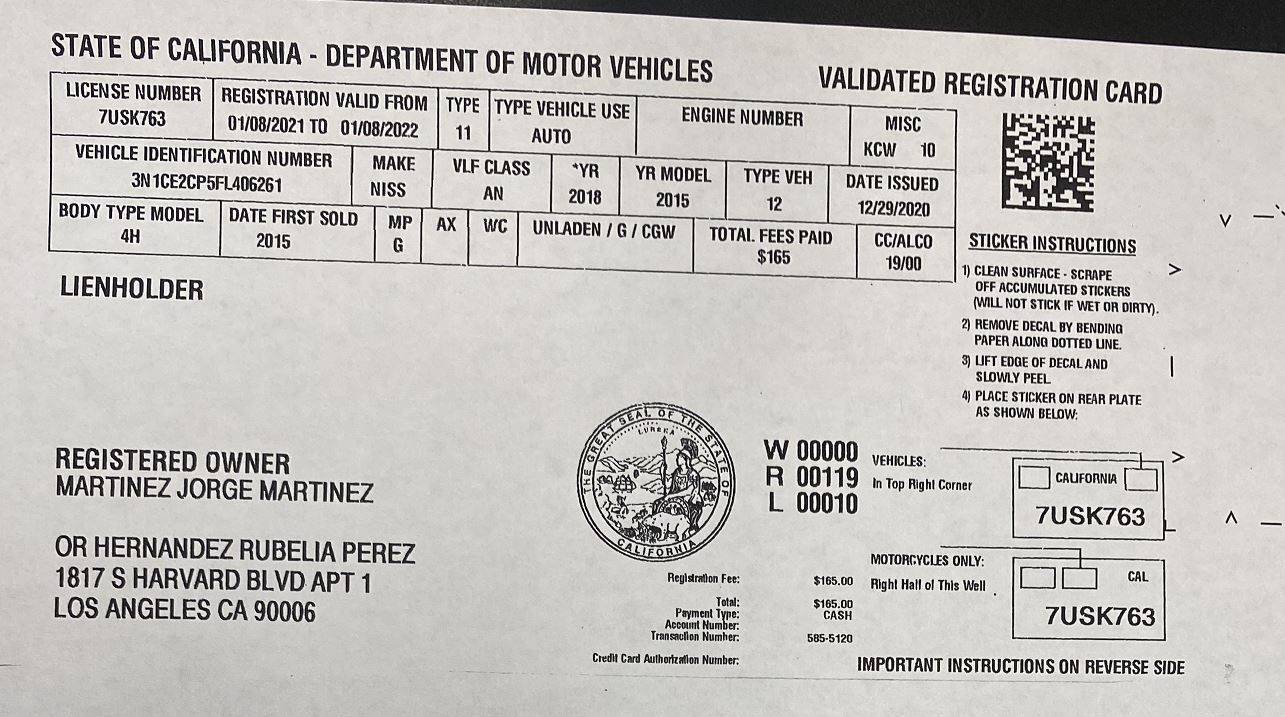 STATE OF CALIFORNIA - DEPARTMENT OF MOTOR VEHICLES
VALIDATED REGISTRATION CARD
LICENSE NUMBER
7USK763
REGISTRATION VALID FROM
01/08/2021 TO 01/08/2022
TYPE
11
TYPE VEHICLE USE
AUTO
ENGINE NUMBER
MISC
KCW 10
VEHICLE IDENTIFICATION NUMBER
3N1CE2CP5FL406261
MAKE
NISS
VLF CLASS
AN
*YR
2018
YR MODEL
2015
TYPE VEH
12
DATE ISSUED
12/29/2020
BODY TYPE MODEL
4H
DATE FIRST SOLD
2015
MP
G
AX
WC
UNLADEN / G / CGW
TOTAL FEES PAID
$165
CC/ALCO
19/00
LIENHOLDER
STICKER INSTRUCTIONS
1) CLEAN SURFACE - SCRAPE
OFF ACCUMULATED STICKERS
(WILL NOT STICK IF WET OR DIRTY).
2) REMOVE DECAL BY BENDING
PAPER ALONG DOTTED LINE.
3) LIFT EDGE OF DECAL AND
SLOWLY PEEL
4) PLACE STICKER ON REAR PLATE
AS SHOWN BELOW:
REGISTERED OWNER
MARTINEZ JORGE MARTINEZ
OR HERNANDEZ RUBELIA PEREZ
1817 S HARVARD BLVD APT 1
LOS ANGELES CA 90006
THE GREAT SEAL OF THE STATE OF CALIFORNIA
EUREKA
W 00000
R 00119
L 00010
VEHICLES:
In Top Right Corner
CALIFORNIA
7USK763
MOTORCYCLES ONLY:
Right Half of This Well
CAL
7USK763
Registration Fee: $165.00
Total: $165.00
Payment Type: CASH
Account Number:
Transaction Number: 585-5120
Credit Card Authorization Number:
IMPORTANT INSTRUCTIONS ON REVERSE SIDE